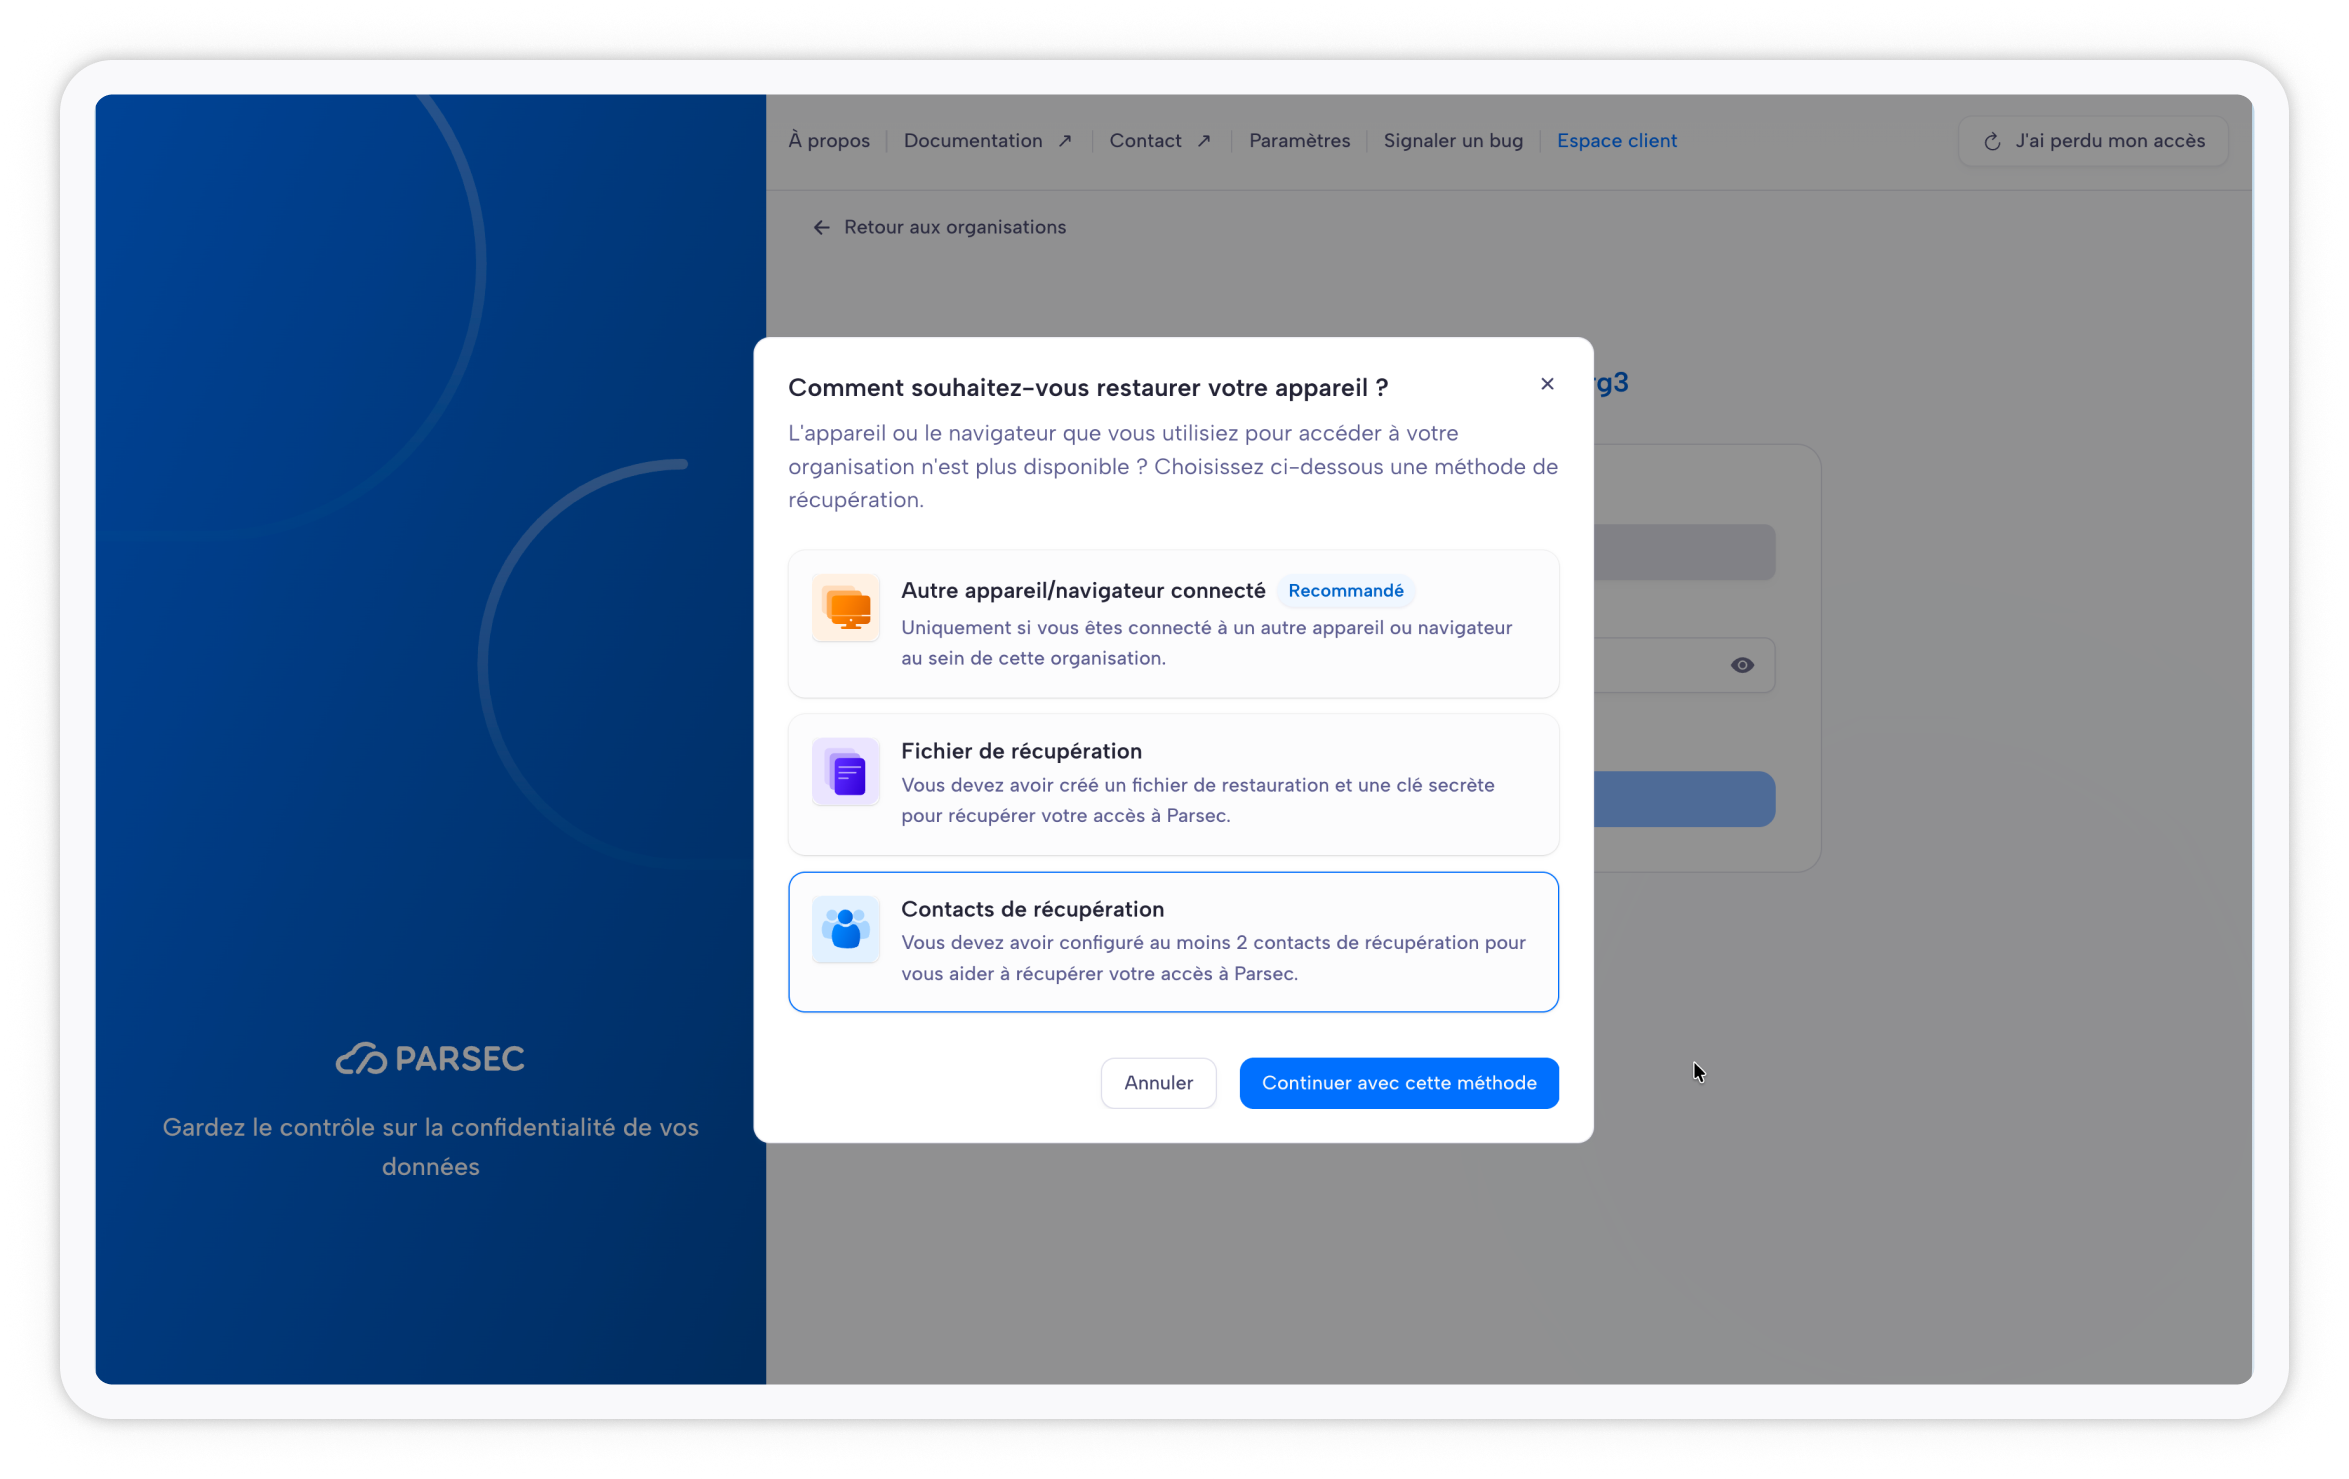 À propos
Documentation ↗
Contact ↗
Paramètres
Signaler un bug
Espace client
J'ai perdu mon accès
Retour aux organisations
Comment souhaitez-vous restaurer votre appareil ?
L'appareil ou le navigateur que vous utilisiez pour accéder à votre
organisation n'est plus disponible ? Choisissez ci-dessous une méthode de
récupération.
Autre appareil/navigateur connecté Recommandé
Uniquement si vous êtes connecté à un autre appareil ou navigateur
au sein de cette organisation.
Fichier de récupération
Vous devez avoir créé un fichier de restauration et une clé secrète
pour récupérer votre accès à Parsec.
Contacts de récupération
Vous devez avoir configuré au moins 2 contacts de récupération pour
vous aider à récupérer votre accès à Parsec.
Annuler
Continuer avec cette méthode
PARSEC
Gardez le contrôle sur la confidentialité de vos
données